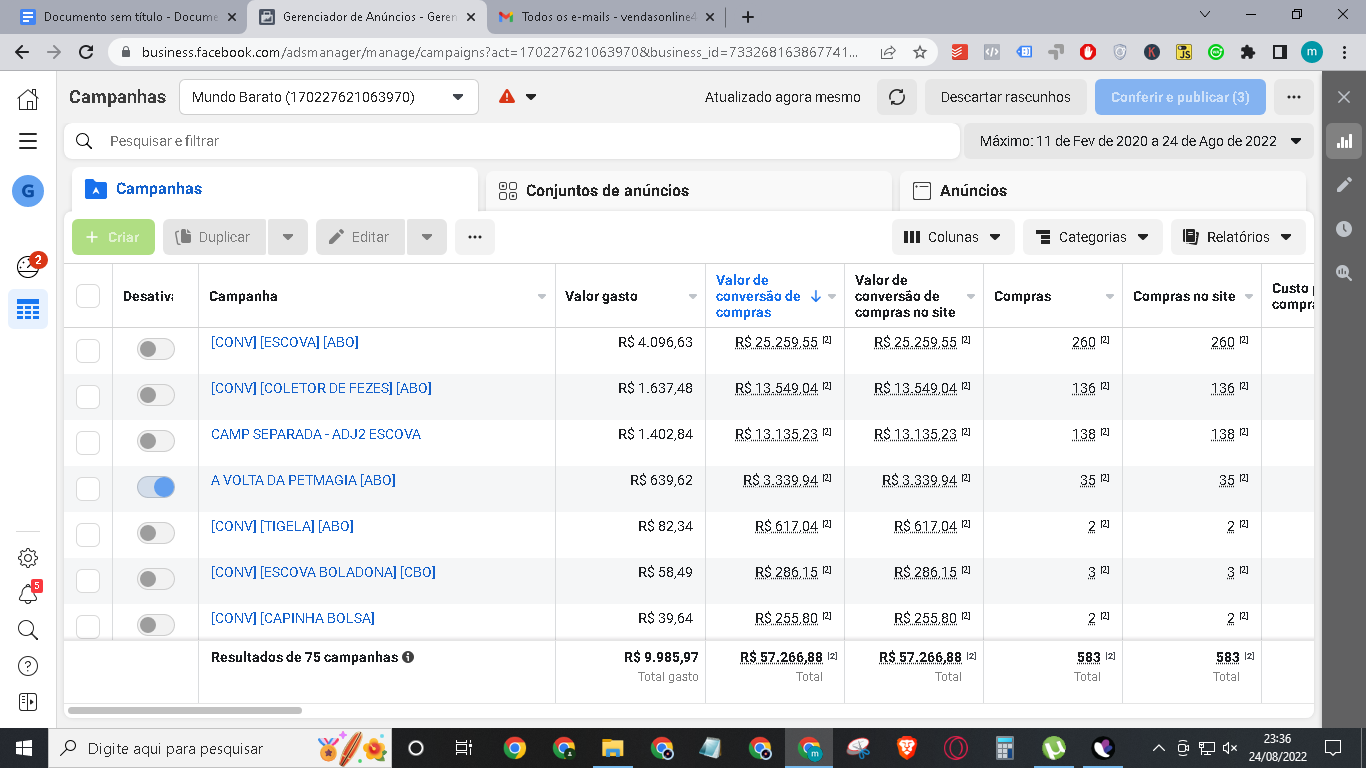 Documento sem título - Docume
Gerenciador de Anúncios - Geren
Todos os e-mails - vendasonline4
business.facebook.com/adsmanager/manage/campaigns?act=170227621063970&business_id=733268163867741...
m
Campanhas
Mundo Barato (170227621063970)
Atualizado agora mesmo
Descartar rascunhos
Conferir e publicar (3)
Pesquisar e filtrar
Máximo: 11 de Fev de 2020 a 24 de Ago de 2022
G
Campanhas
Conjuntos de anúncios
Anúncios
+ Criar
Duplicar
Editar
Colunas
Categorias
Relatórios
2
Desativa Campanha Valor gasto Valor de conversão de compras Valor de conversão de compras no site Compras Compras no site Custo p compra
[CONV] [ESCOVA] [ABO] R$ 4.096,63 R$ 25.259,55 [2] R$ 25.259,55 [2] 260 [2] 260 [2]
[CONV] [COLETOR DE FEZES] [ABO] R$ 1.637,48 R$ 13.549,04 [2] R$ 13.549,04 [2] 136 [2] 136 [2]
CAMP SEPARADA - ADJ2 ESCOVA R$ 1.402,84 R$ 13.135,23 [2] R$ 13.135,23 [2] 138 [2] 138 [2]
A VOLTA DA PETMAGIA [ABO] R$ 639,62 R$ 3.339,94 [2] R$ 3.339,94 [2] 35 [2] 35 [2]
[CONV] [TIGELA] [ABO] R$ 82,34 R$ 617,04 [2] R$ 617,04 [2] 2 [2] 2 [2]
[CONV] [ESCOVA BOLADONA] [CBO] R$ 58,49 R$ 286,15 [2] R$ 286,15 [2] 3 [2] 3 [2]
[CONV] [CAPINHA BOLSA] R$ 39,64 R$ 255,80 [2] R$ 255,80 [2] 2 [2] 2 [2]
5
Resultados de 75 campanhas R$ 9.985,97 R$ 57.266,88 [2] R$ 57.266,88 [2] 583 [2] 583 [2]
Total gasto Total Total Total Total
Digite aqui para pesquisar
23:36
24/08/2022